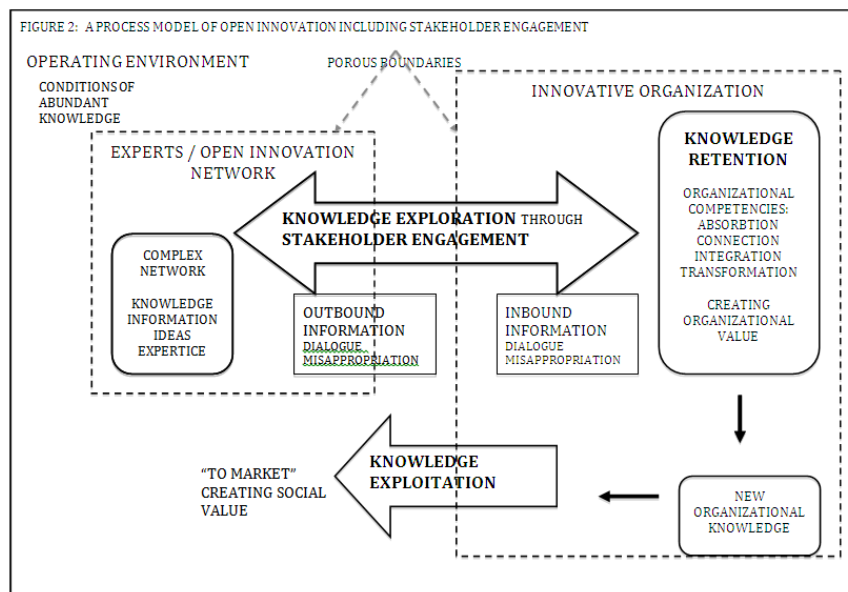 FIGURE 2: A PROCESS MODEL OF OPEN INNOVATION INCLUDING STAKEHOLDER ENGAGEMENT
OPERATING ENVIRONMENT
POROUS BOUNDARIES
CONDITIONS OF
ABUNDANT
KNOWLEDGE
INNOVATIVE ORGANIZATION
EXPERTS / OPEN INNOVATION
NETWORK
KNOWLEDGE EXPLORATION THROUGH
STAKEHOLDER ENGAGEMENT
KNOWLEDGE
RETENTION
ORGANIZATIONAL
COMPETENCIES:
ABSORBTION
CONNECTION
INTEGRATION
TRANSFORMATION
CREATING
ORGANIZATIONAL
VALUE
COMPLEX
NETWORK
KNOWLEDGE
INFORMATION
IDEAS
EXPERTICE
OUTBOUND
INFORMATION
DIALOGUE
MISAPPROPRIATION
INBOUND
INFORMATION
DIALOGUE
MISAPPROPRIATION
"TO MARKET"
CREATING SOCIAL
VALUE
KNOWLEDGE
EXPLOITATION
NEW
ORGANIZATIONAL
KNOWLEDGE